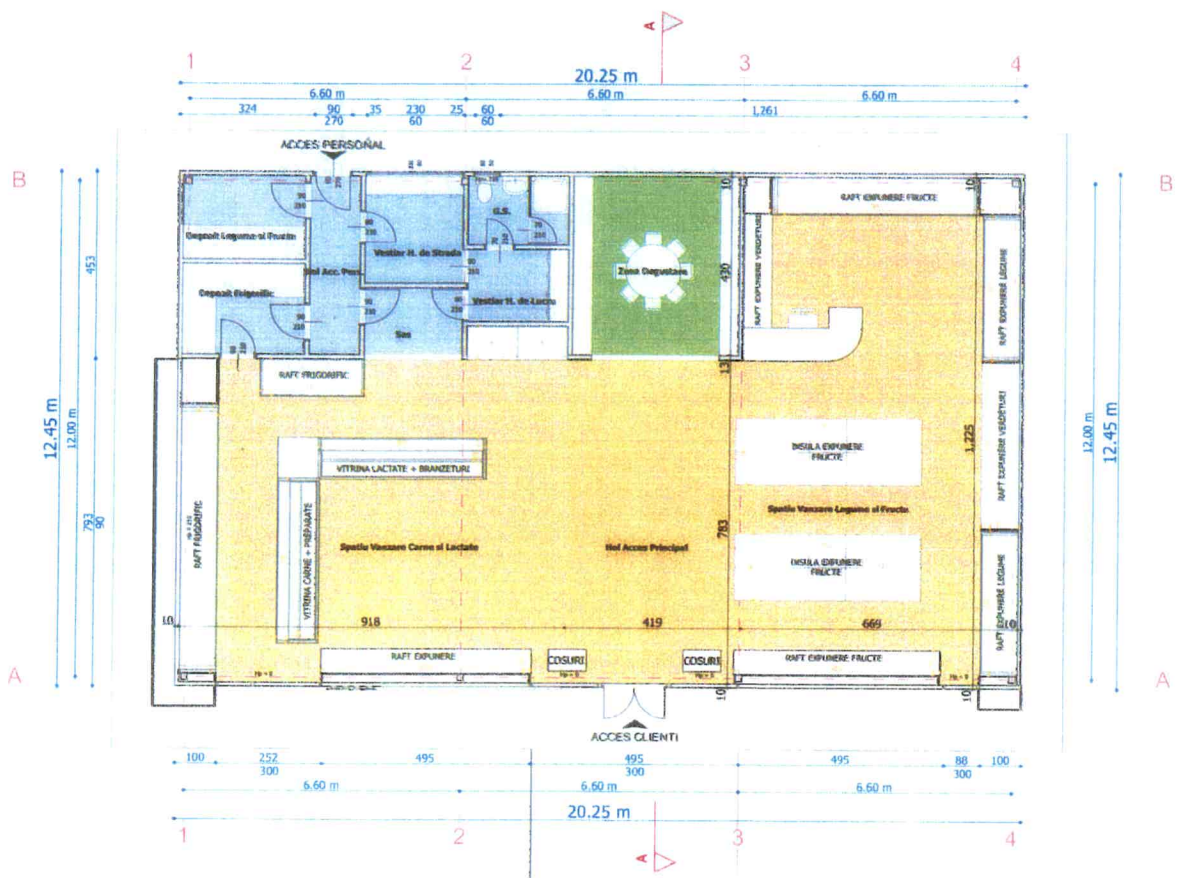 A
1
2
3
4
20.25 m
6.60 m
6.60 m
6.60 m
324
90
35
230
25
60
1,261
270
60
60
ACCES PERSONAL
B
B
RAFT EXPUNERE FRUCTE
G.S.
Depozit Legume si Fructe
Vestiar H. de Strada
Hol Acc. Pers.
Zona Degustare
RAFT EXPUNERE VERDETURI
RAFT EXPUNERE LEGUME
453
430
Depozit Frigorific
Vestiar H. de Lucru
Sas
RAFT FRIGORIFIC
13
12.45 m
12.00 m
12.00 m
12.45 m
INSULA EXPUNERE
FRUCTE
1,225
RAFT EXPUNERE VERDETURI
VITRINA LACTATE + BRANZETURI
Spatiu Vanzare Legume si Fructe
793
90
RAFT FRIGORIFIC
VITRINA CARNE + PREPARATE
Spatiu Vanzare Carne si Lactate
Hol Acces Principal
783
INSULA EXPUNERE
FRUCTE
RAFT EXPUNERE LEGUME
10
918
419
669
10
RAFT EXPUNERE
COSURI
COSURI
RAFT EXPUNERE FRUCTE
A
A
10
10
ACCES CLIENTI
100
252
495
495
495
88
100
300
300
300
6.60 m
6.60 m
6.60 m
20.25 m
1
2
3
4
A